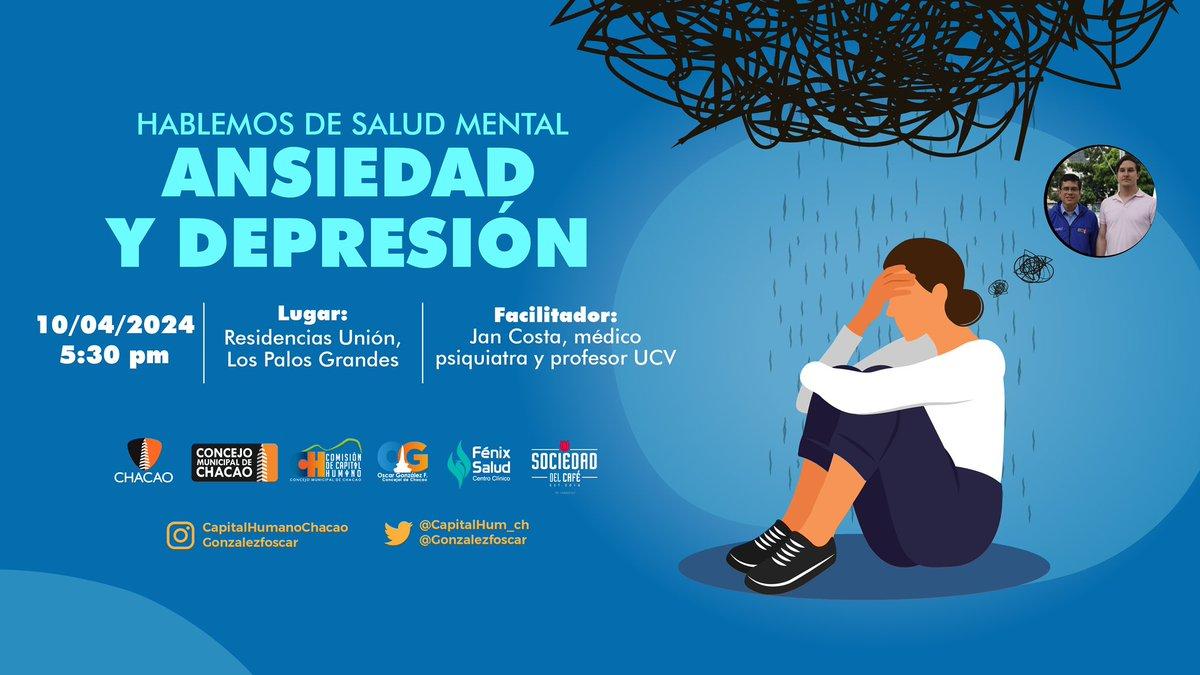 HABLEMOS DE SALUD MENTAL
ANSIEDAD
Y DEPRESIÓN
10/04/2024
5:30 pm
Lugar:
Residencias Unión,
Los Palos Grandes
Facilitador:
Jan Costa, médico
psiquiatra y profesor UCV
CHACAO
CONCEJO
MUNICIPAL DE
CHACAO
CH
COMISIÓN
DE CAPITAL
HUMANO
CONCEJO MUNICIPAL DE CHACAO
OG
Oscar González F.
Concejal de Chacao
Fénix
Salud
Centro Clínico
SOCIEDAD
DEL CAFÉ
CapitalHumanoChacao
Gonzalezfoscar
@CapitalHum_ch
@Gonzalezfoscar